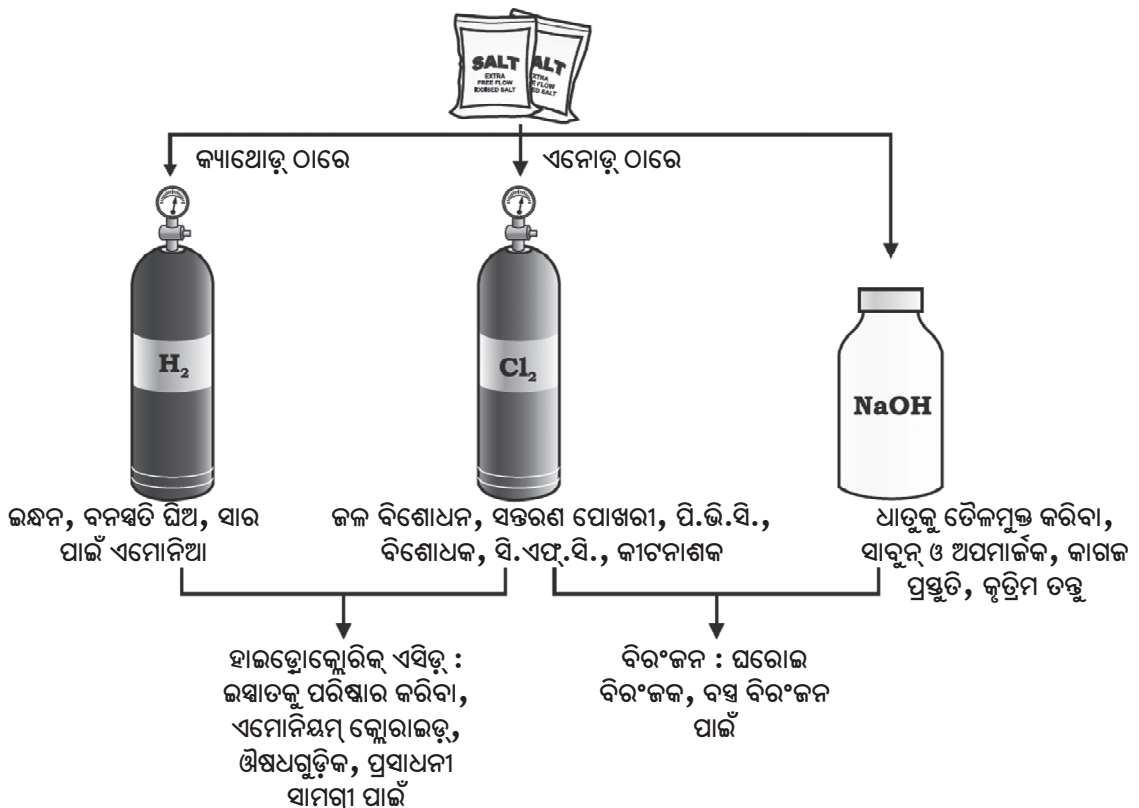 SALT
EXTRA
FREE FLOW
IODISED SALT
ALT
EXTRA
E FLOW
ED SALT
କ୍ୟାଥୋଡ୍ ଠାରେ
ଏନୋଡ୍ ଠାରେ
H₂
Cl₂
NaOH
ଇନ୍ଧନ, ବନସ୍ପତି ଘିଅ, ସାର
ପାଇଁ ଏମୋନିଆ
ଜଳ ବିଶୋଧନ, ସନ୍ତରଣ ପୋଖରୀ, ପି.ଭି.ସି.,
ବିଶୋଧକ, ସି.ଏଫ୍.ସି., କୀଟନାଶକ
ଧାତୁକୁ ତୈଳମୁକ୍ତ କରିବା,
ସାବୁନ୍ ଓ ଅପମାର୍ଜକ, କାଗଜ
ପ୍ରସ୍ତୁତି, କୃତ୍ରିମ ତନ୍ତୁ
ହାଇଡ୍ରୋକ୍ଲୋରିକ୍ ଏସିଡ୍ :
ଇସ୍ପାତକୁ ପରିଷ୍କାର କରିବା,
ଏମୋନିୟମ୍ କ୍ଲୋରାଇଡ୍,
ଔଷଧଗୁଡ଼ିକ, ପ୍ରସାଧନୀ
ସାମଗ୍ରୀ ପାଇଁ
ବିରଂଜନ : ଘରୋଇ
ବିରଂଜକ, ବସ୍ତ୍ର ବିରଂଜନ
ପାଇଁ